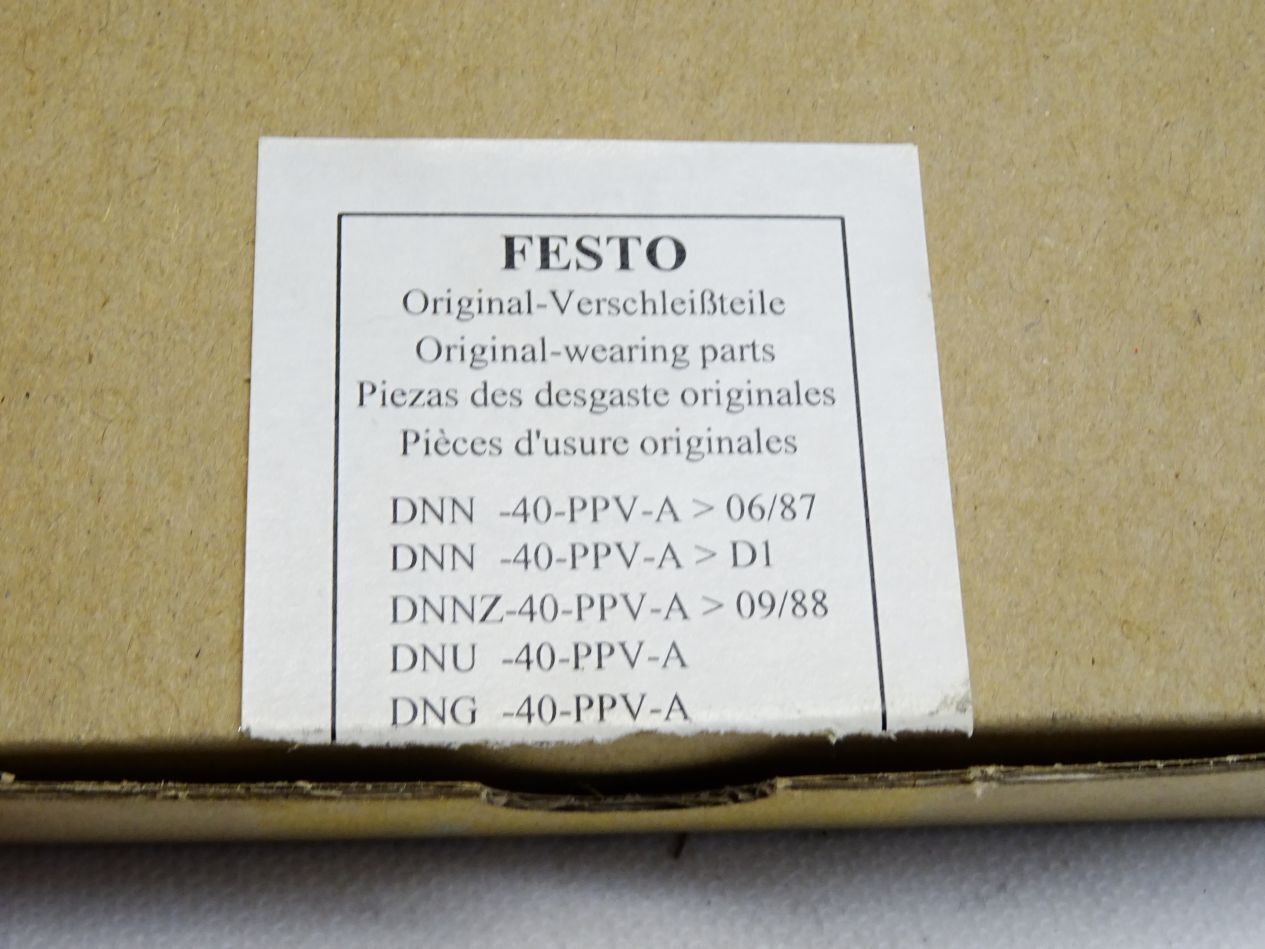 FESTO
Original-Verschleißteile
Original-wearing parts
Piezas des desgaste originales
Pièces d'usure originales
DNN -40-PPV-A > 06/87
DNN -40-PPV-A > D1
DNNZ-40-PPV-A > 09/88
DNU -40-PPV-A
DNG -40-PPV-A